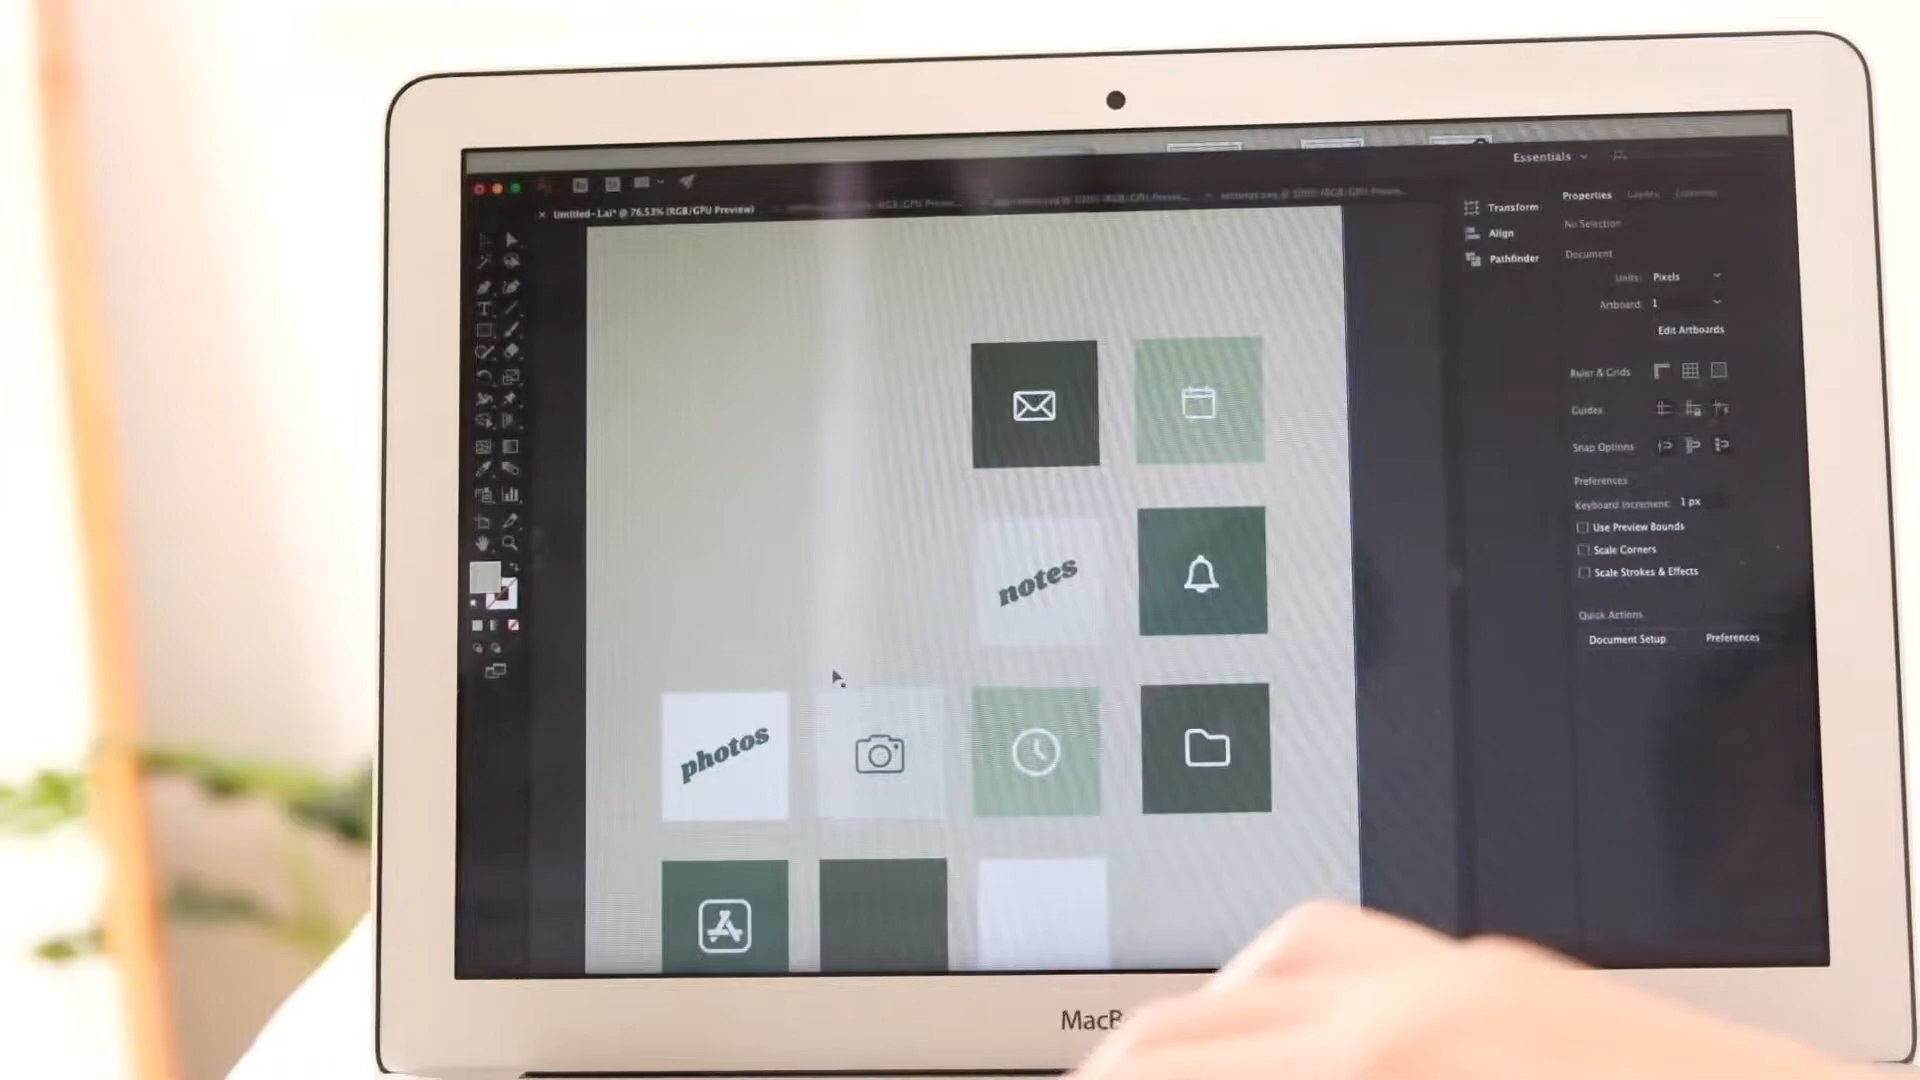 Essentials
Untitled-1.ai* @ 76.53% (RGB/GPU Preview)
Transform
Align
Pathfinder
Properties
Layers
No Selection
Document
Units: Pixels
Artboard: 1
Edit Artboards
Ruler & Grids
Guides
Snap Options
Preferences
Keyboard Increment: 1 px
Use Preview Bounds
Scale Corners
Scale Strokes & Effects
Quick Actions
Document Setup
Preferences
notes
photos